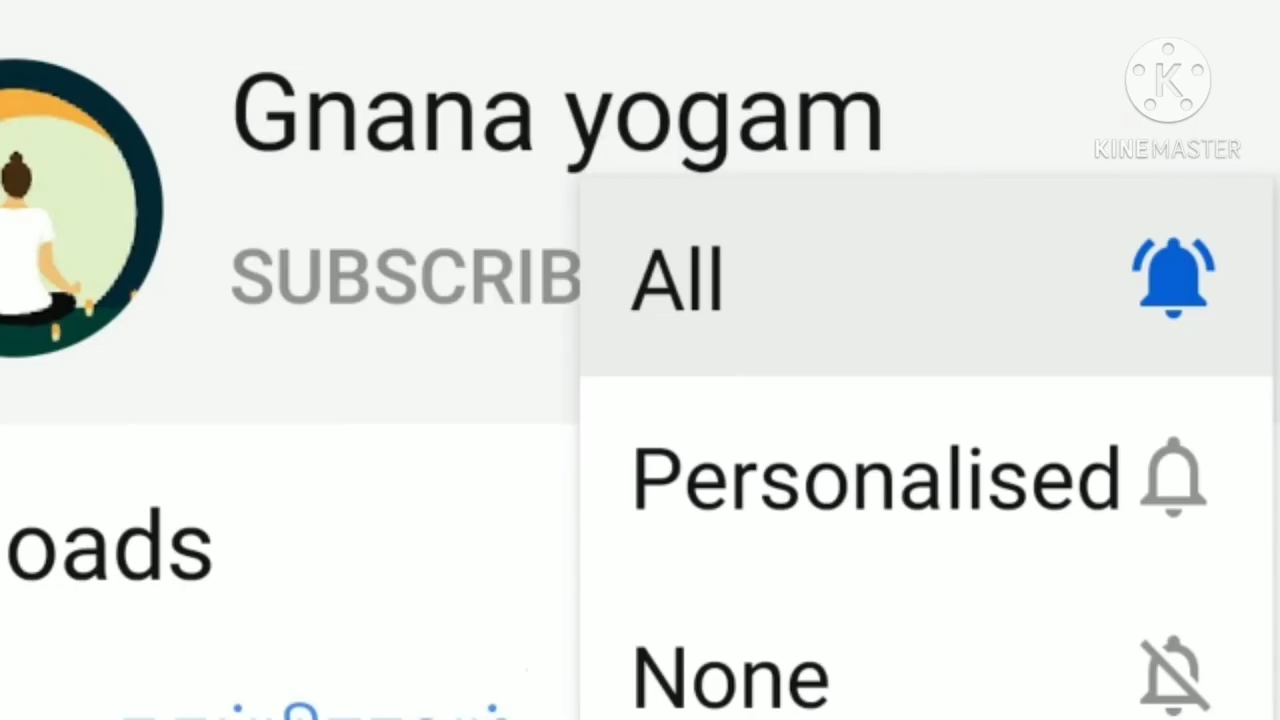 Gnana yogam
KINEMASTER
SUBSCRIB
All
Personalised
oads
None